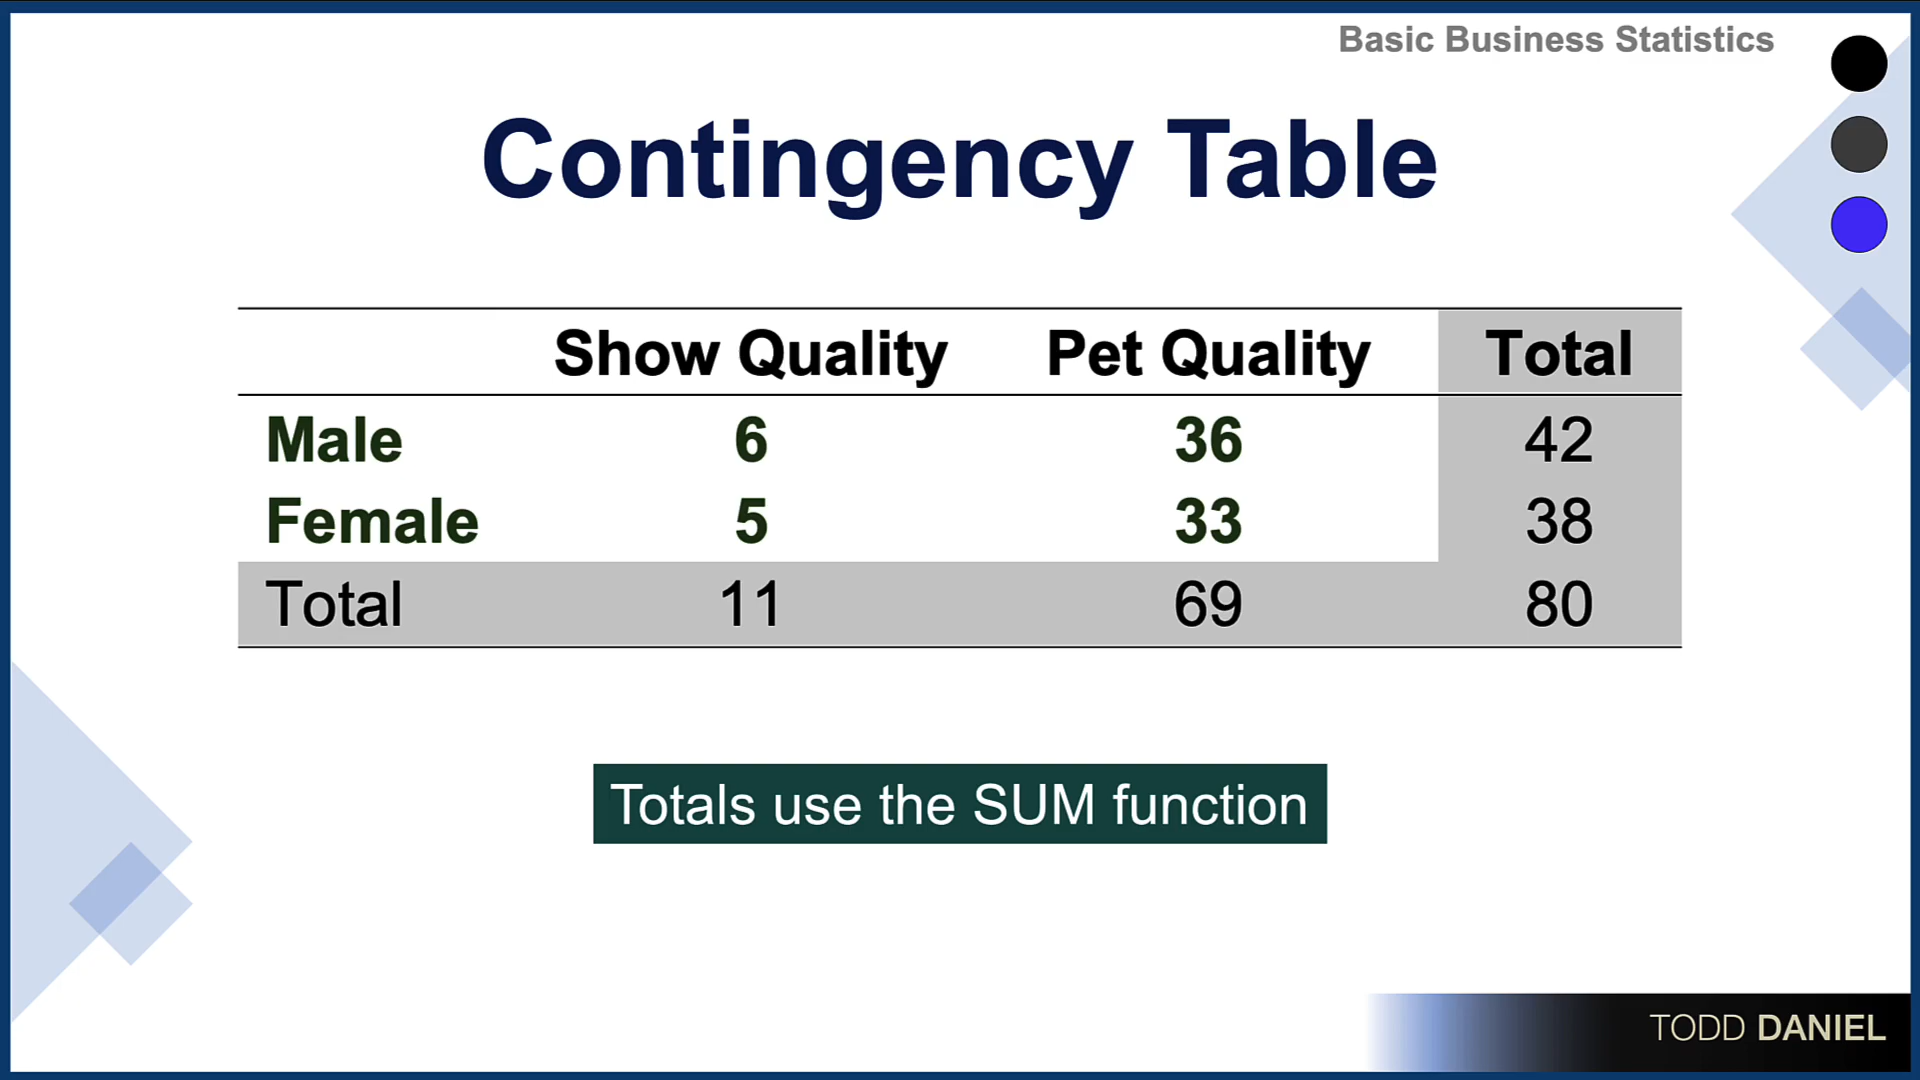 Basic Business Statistics
Contingency Table
Show Quality Pet Quality Total
Male 6 36 42
Female 5 33 38
Total 11 69 80
Totals use the SUM function
TODD DANIEL